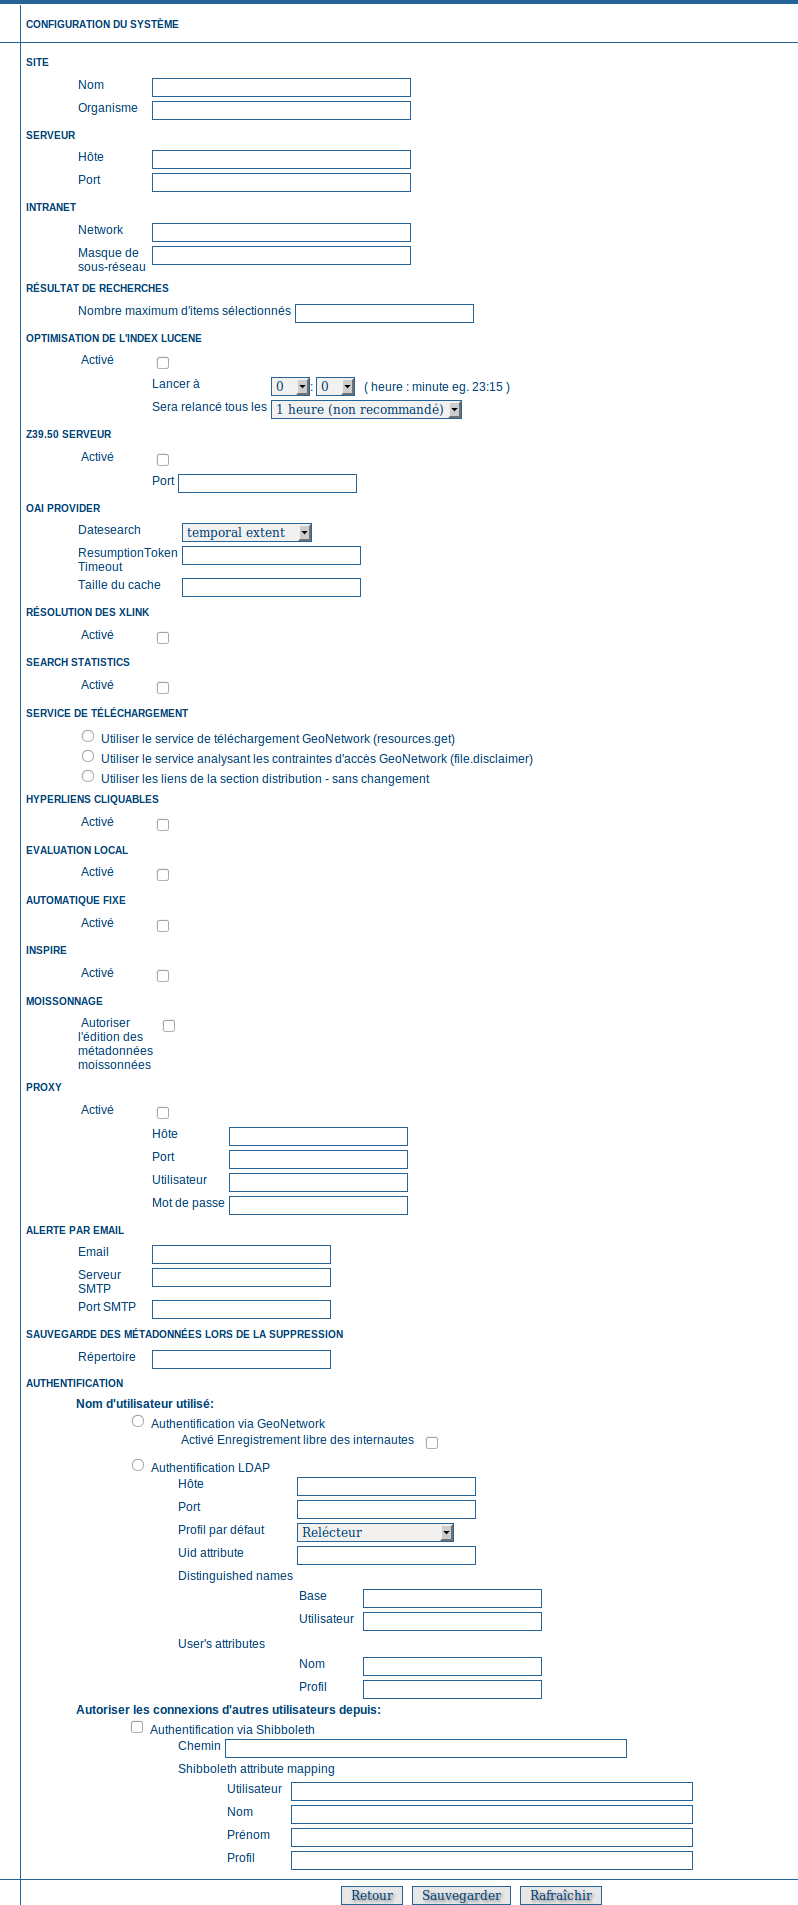 CONFIGURATION DU SYSTÈME
SITE
Nom
Organisme
SERVEUR
Hôte
Port
INTRANET
Network
Masque de
sous-réseau
RÉSULTAT DE RECHERCHES
Nombre maximum d'items sélectionnés
OPTIMISATION DE L'INDEX LUCENE
Activé
Lancer à 0 : 0 ( heure : minute eg. 23:15 )
Sera relancé tous les 1 heure (non recommandé)
Z39.50 SERVEUR
Activé
Port
OAI PROVIDER
Datesearch temporal extent
ResumptionToken
Timeout
Taille du cache
RÉSOLUTION DES XLINK
Activé
SEARCH STATISTICS
Activé
SERVICE DE TÉLÉCHARGEMENT
Utiliser le service de téléchargement GeoNetwork (resources.get)
Utiliser le service analysant les contraintes d'accès GeoNetwork (file.disclaimer)
Utiliser les liens de la section distribution - sans changement
HYPERLIENS CLIQUABLES
Activé
EVALUATION LOCAL
Activé
AUTOMATIQUE FIXE
Activé
INSPIRE
Activé
MOISSONNAGE
Autoriser
l'édition des
métadonnées
moissonnées
PROXY
Activé
Hôte
Port
Utilisateur
Mot de passe
ALERTE PAR EMAIL
Email
Serveur
SMTP
Port SMTP
SAUVEGARDE DES MÉTADONNÉES LORS DE LA SUPPRESSION
Répertoire
AUTHENTIFICATION
Nom d'utilisateur utilisé:
Authentification via GeoNetwork
Activé Enregistrement libre des internautes
Authentification LDAP
Hôte
Port
Profil par défaut Relécteur
Uid attribute
Distinguished names
Base
Utilisateur
User's attributes
Nom
Profil
Autoriser les connexions d'autres utilisateurs depuis:
Authentification via Shibboleth
Chemin
Shibboleth attribute mapping
Utilisateur
Nom
Prénom
Profil
Retour Sauvegarder Rafraîchir